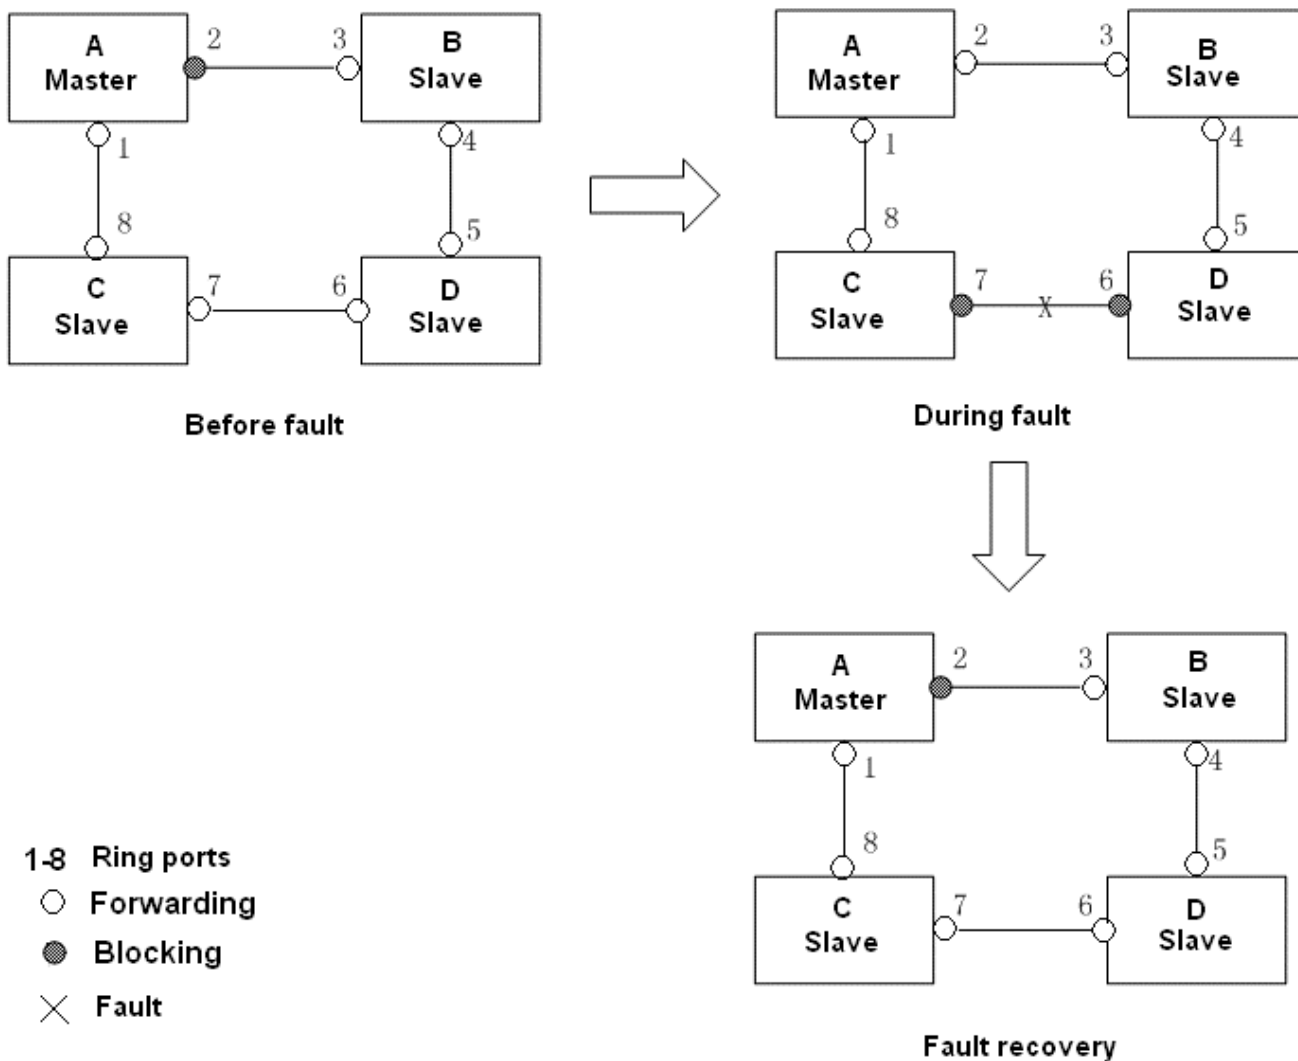 A
Master
2
3
B
Slave
1
4
8
5
C
Slave
7
6
D
Slave
Before fault
A
Master
2
3
B
Slave
1
4
8
5
C
Slave
7
6
X
D
Slave
During fault
A
Master
2
3
B
Slave
1
4
8
5
C
Slave
7
6
D
Slave
Fault recovery
1-8 Ring ports
Forwarding
Blocking
Fault